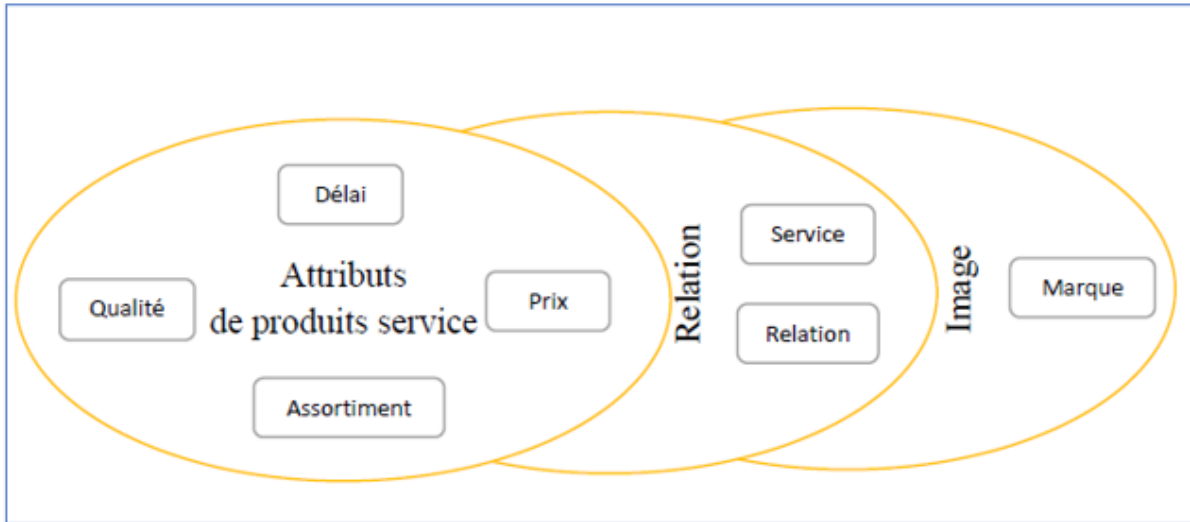 Délai
Attributs
de produits service
Qualité
Prix
Assortiment
Relation
Service
Relation
Image
Marque